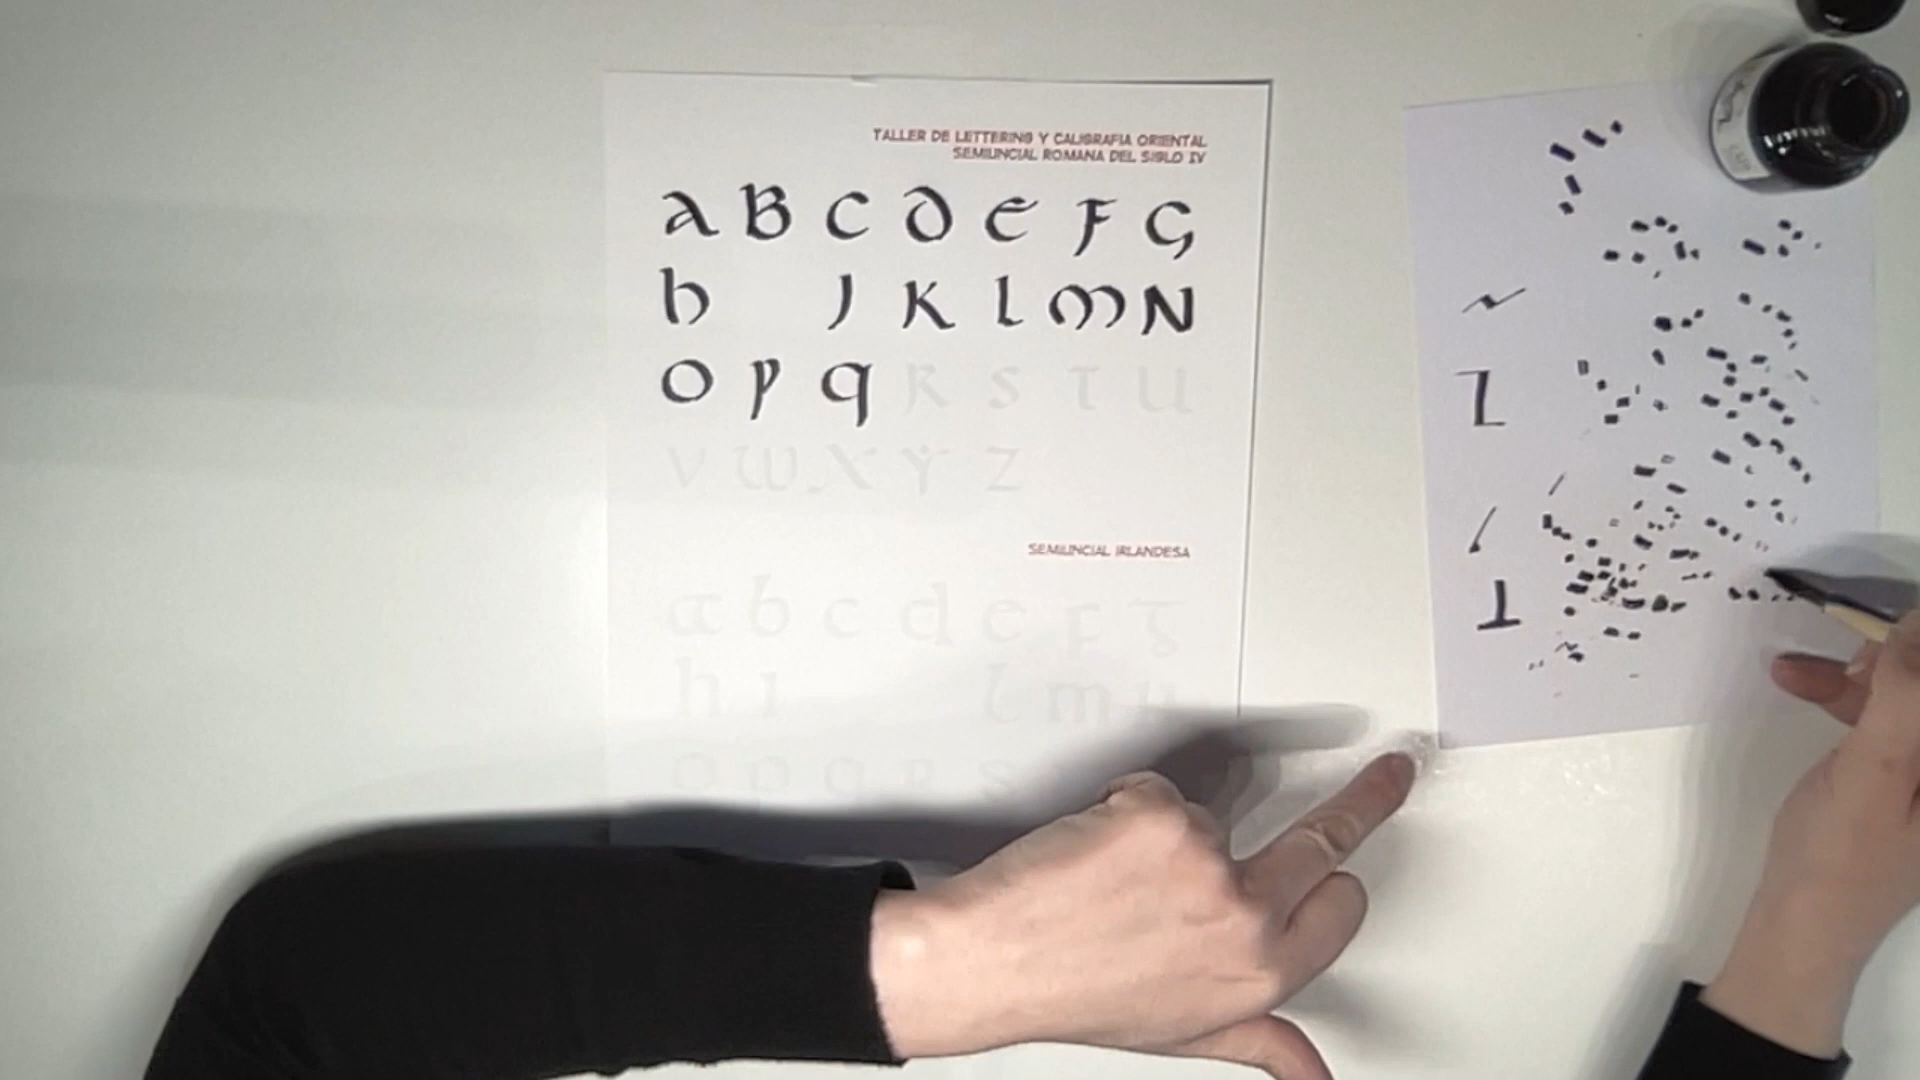 TALLER DE LETTERING Y CALIGRAFIA ORIENTAL
SEMIUNCIAL ROMANA DEL SIGLO IV
a B c d e F G
h J K l m N
o p q R S T U
V W X Y Z
SEMIUNCIAL IRLANDESA
a b c d e F G
h I l m n
o p q R S